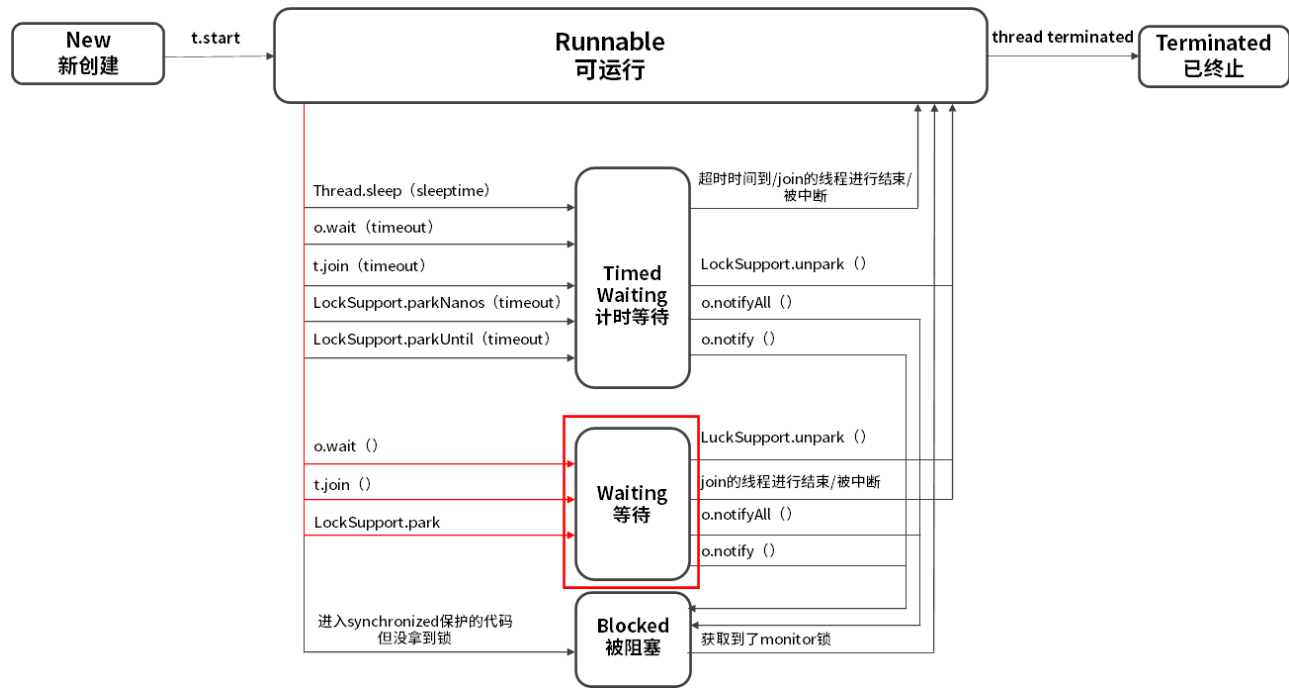 New
新创建
t.start
Runnable
可运行
thread terminated
Terminated
已终止
Thread.sleep（sleeptime）
o.wait（timeout）
t.join（timeout）
LockSupport.parkNanos（timeout）
LockSupport.parkUntil（timeout）
Timed
Waiting
计时等待
超时时间到/join的线程进行结束/
被中断
LockSupport.unpark（）
o.notifyAll（）
o.notify（）
o.wait（）
t.join（）
LockSupport.park
Waiting
等待
LuckSupport.unpark（）
join的线程进行结束/被中断
o.notifyAll（）
o.notify（）
进入synchronized保护的代码
但没拿到锁
Blocked
被阻塞
获取到了monitor锁